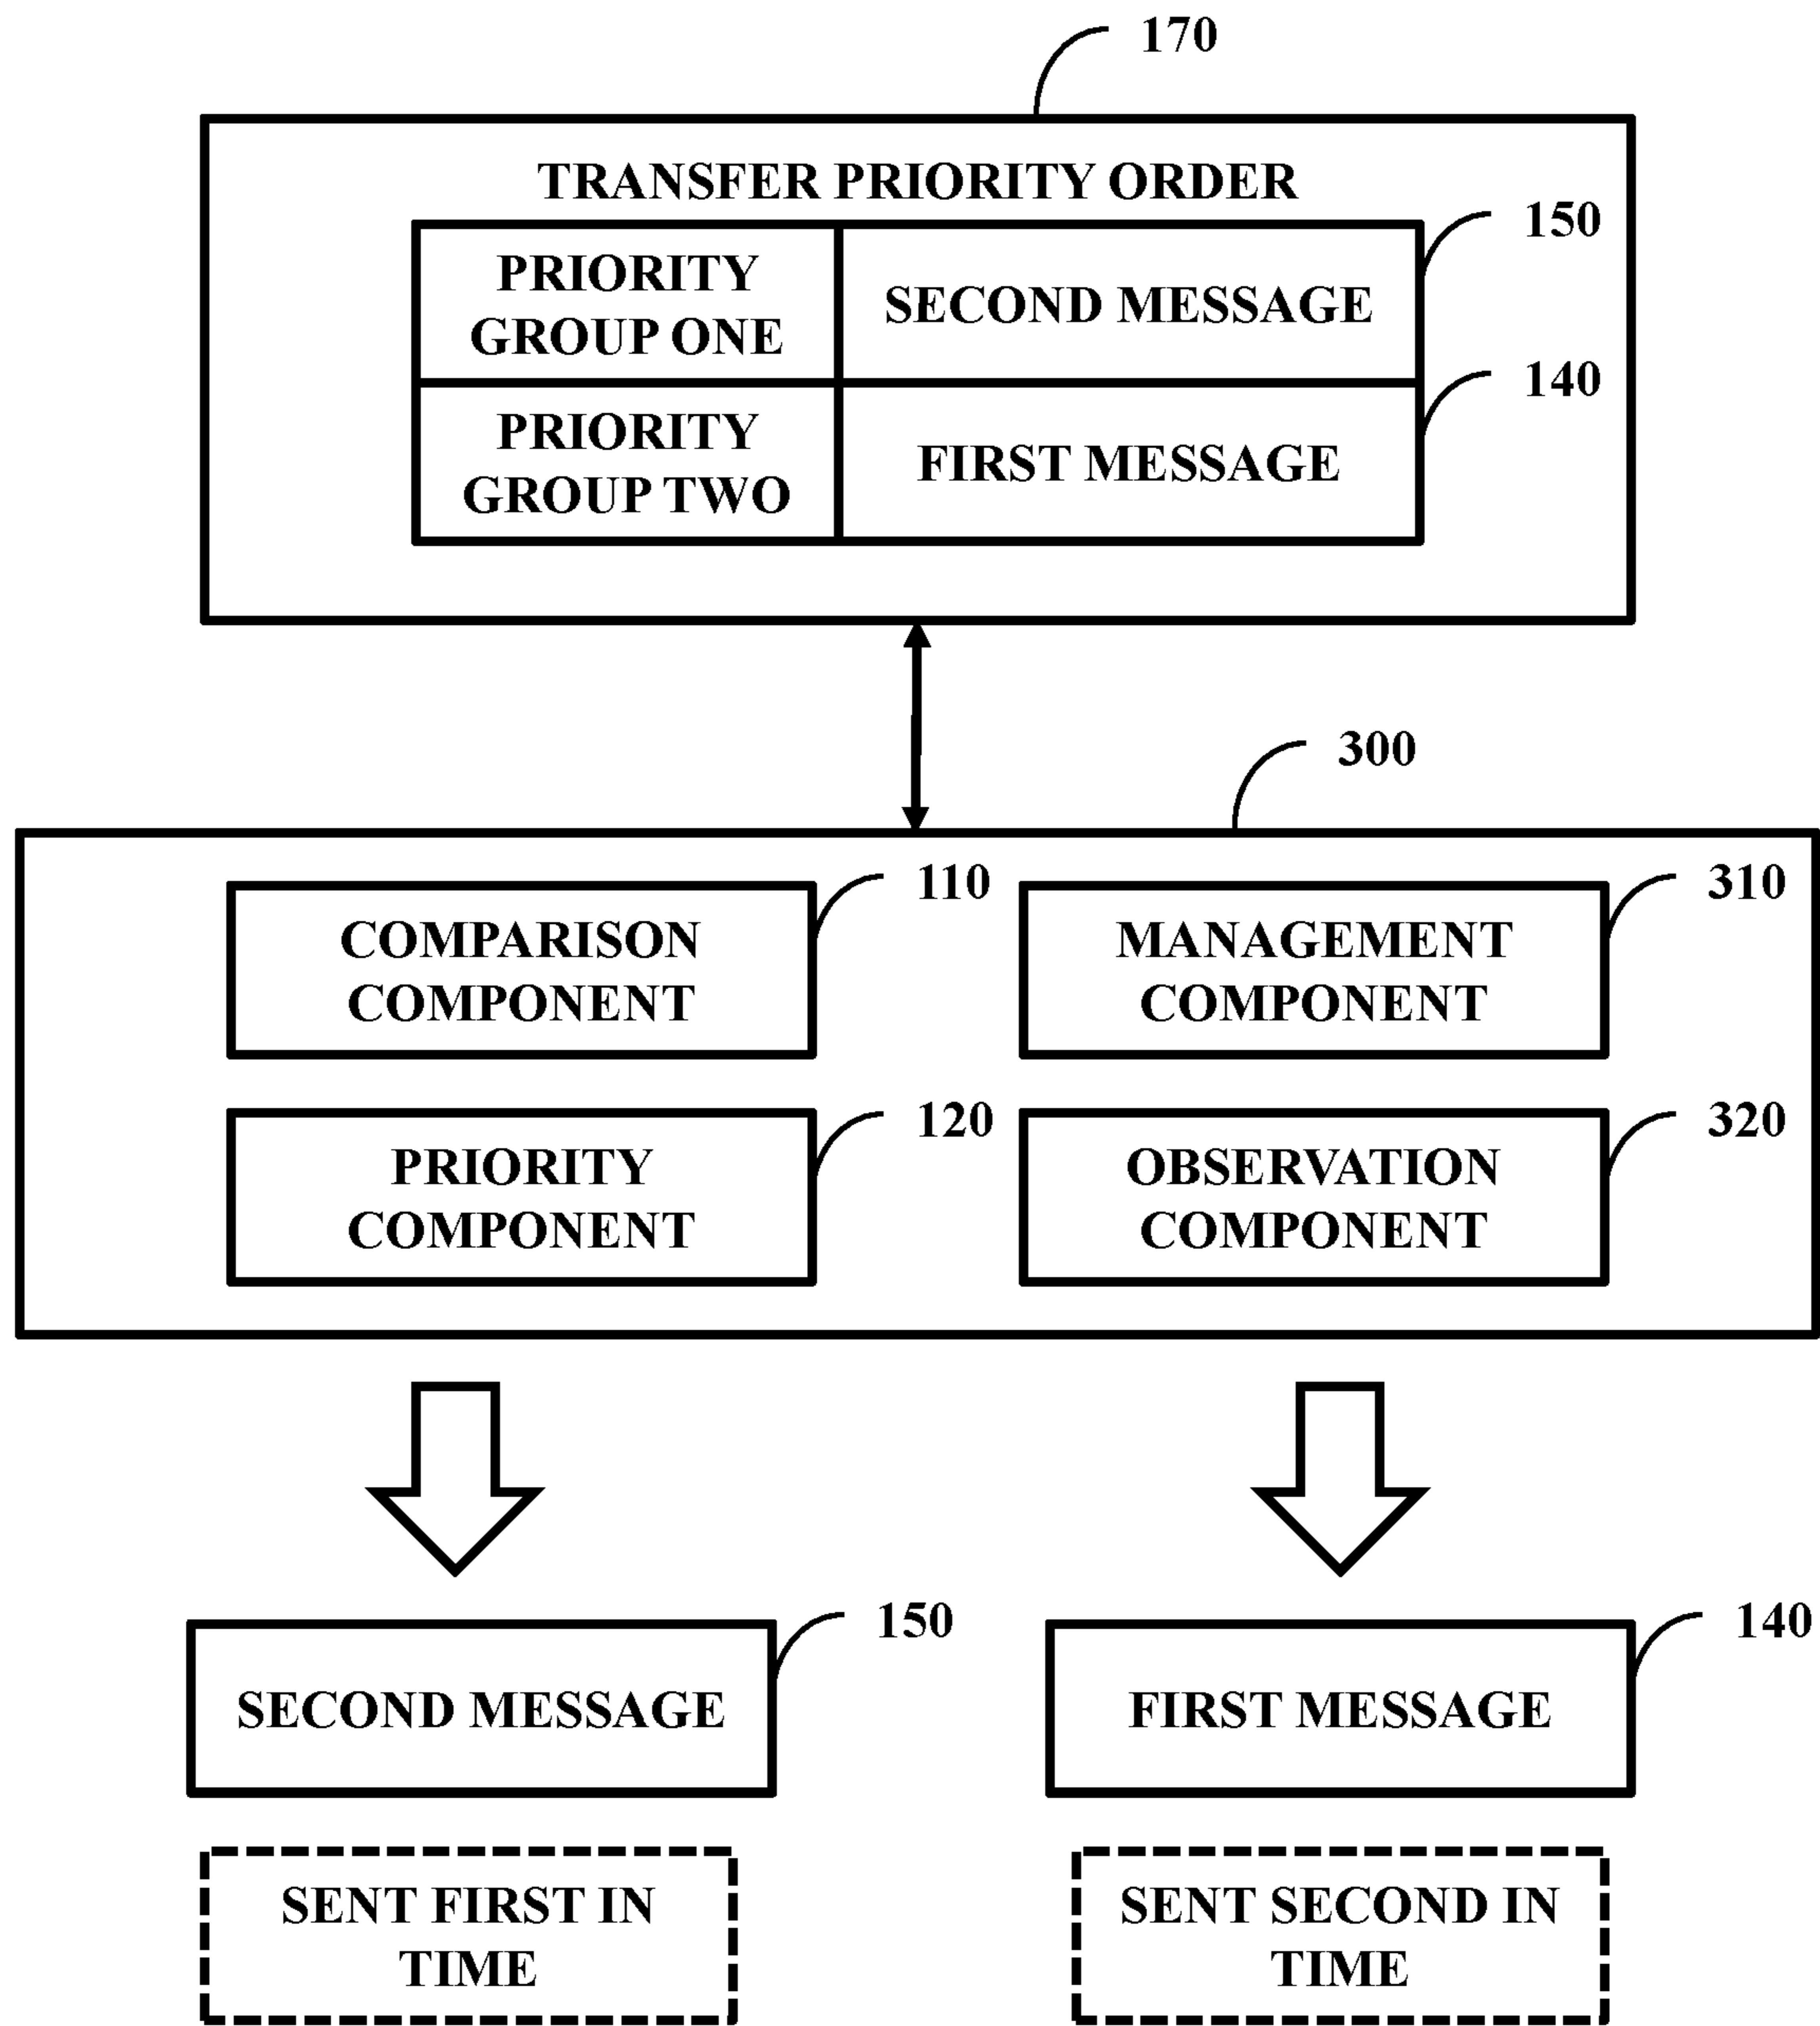 170
TRANSFER PRIORITY ORDER
150
PRIORITY
GROUP ONE
SECOND MESSAGE
140
PRIORITY
GROUP TWO
FIRST MESSAGE
300
110
COMPARISON
COMPONENT
310
MANAGEMENT
COMPONENT
120
PRIORITY
COMPONENT
320
OBSERVATION
COMPONENT
150
SECOND MESSAGE
140
FIRST MESSAGE
SENT FIRST IN
TIME
SENT SECOND IN
TIME